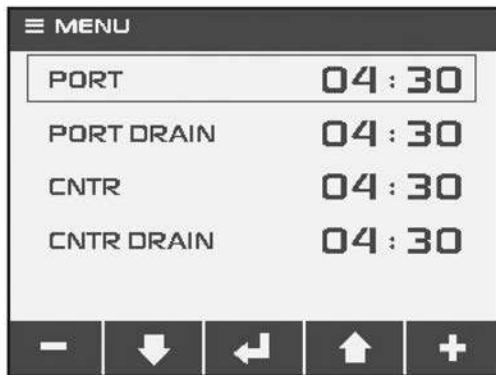 ≡ MENU
PORT 04:30
PORT DRAIN 04:30
CNTR 04:30
CNTR DRAIN 04:30
- +